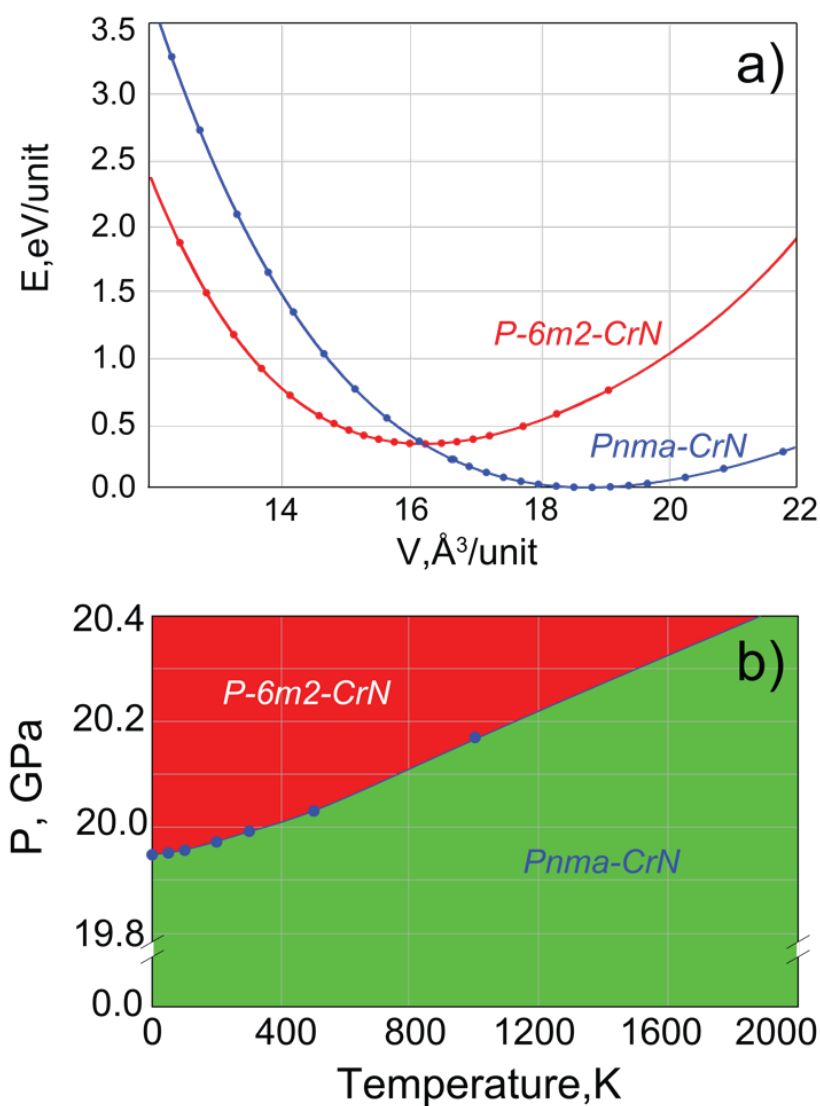 a)
E,eV/unit
3.5
3.0
2.5
2.0
1.5
1.0
0.5
0.0
P-6m2-CrN
Pnma-CrN
14 16 18 20 22
V,Å³/unit
b)
P, GPa
20.4
20.2
20.0
19.8
0.0
P-6m2-CrN
Pnma-CrN
0 400 800 1200 1600 2000
Temperature,K